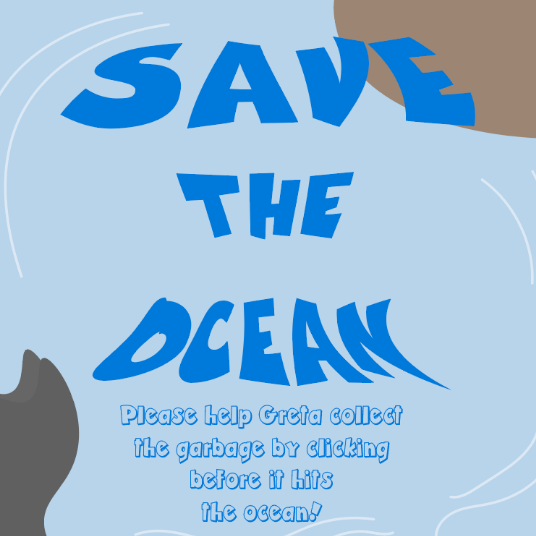 SAVE
THE
OCEAN
Please help Greta collect
the garbage by clicking
before it hits
the ocean!